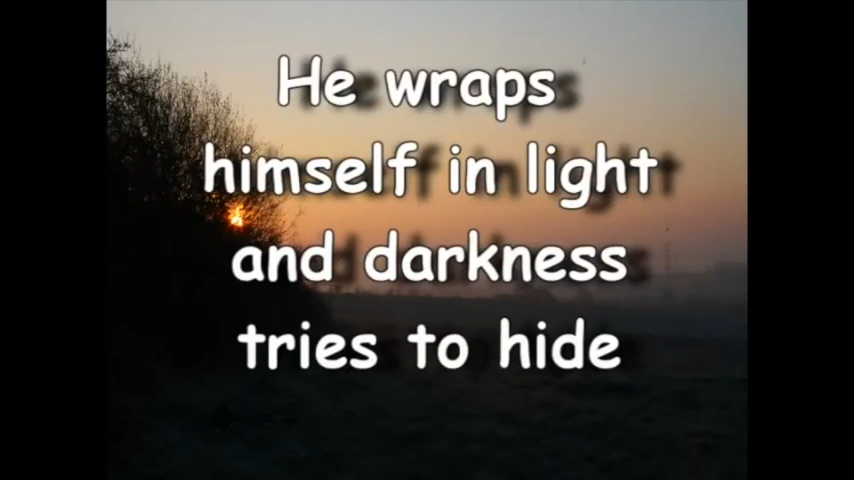 He wraps
himself in light
and darkness
tries to hide